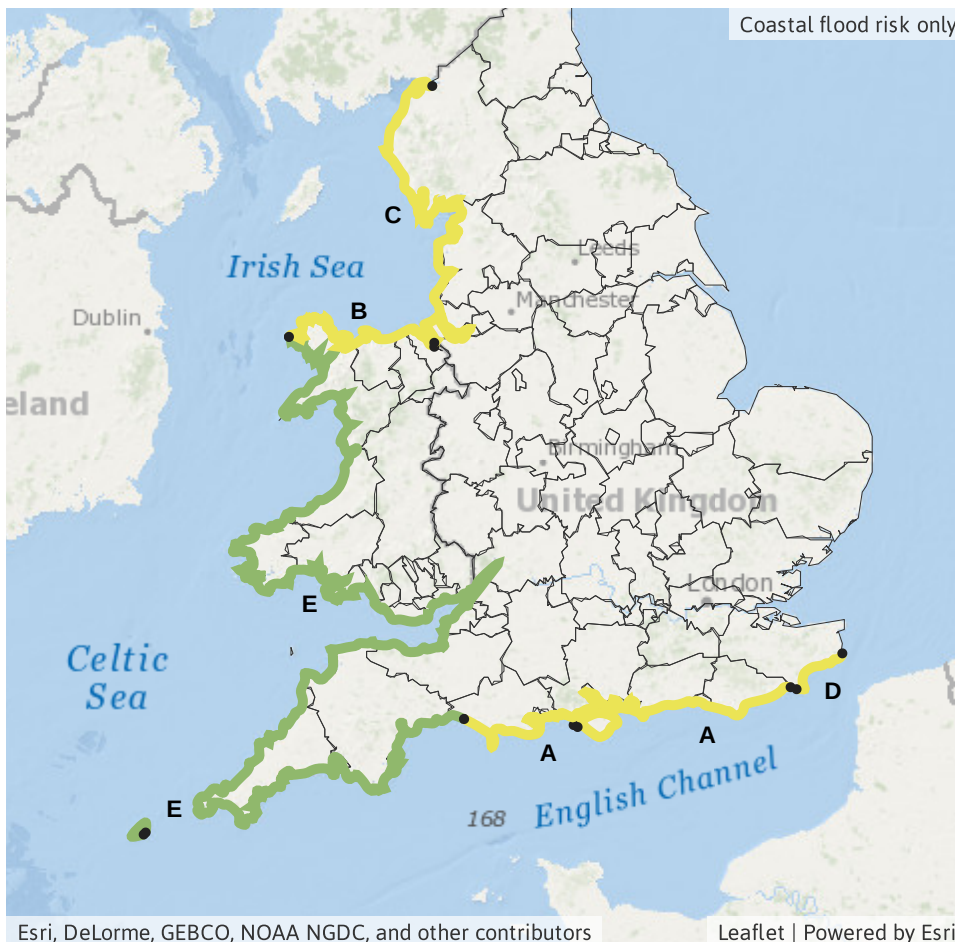 Coastal flood risk only
Leeds
C
Irish Sea
Manchester
B
Dublin
eland
Birmingham
United Kingdom
London
E
Celtic
Sea
D
A
A
English Channel
E
168
Esri, DeLorme, GEBCO, NOAA NGDC, and other contributors
Leaflet | Powered by Esri